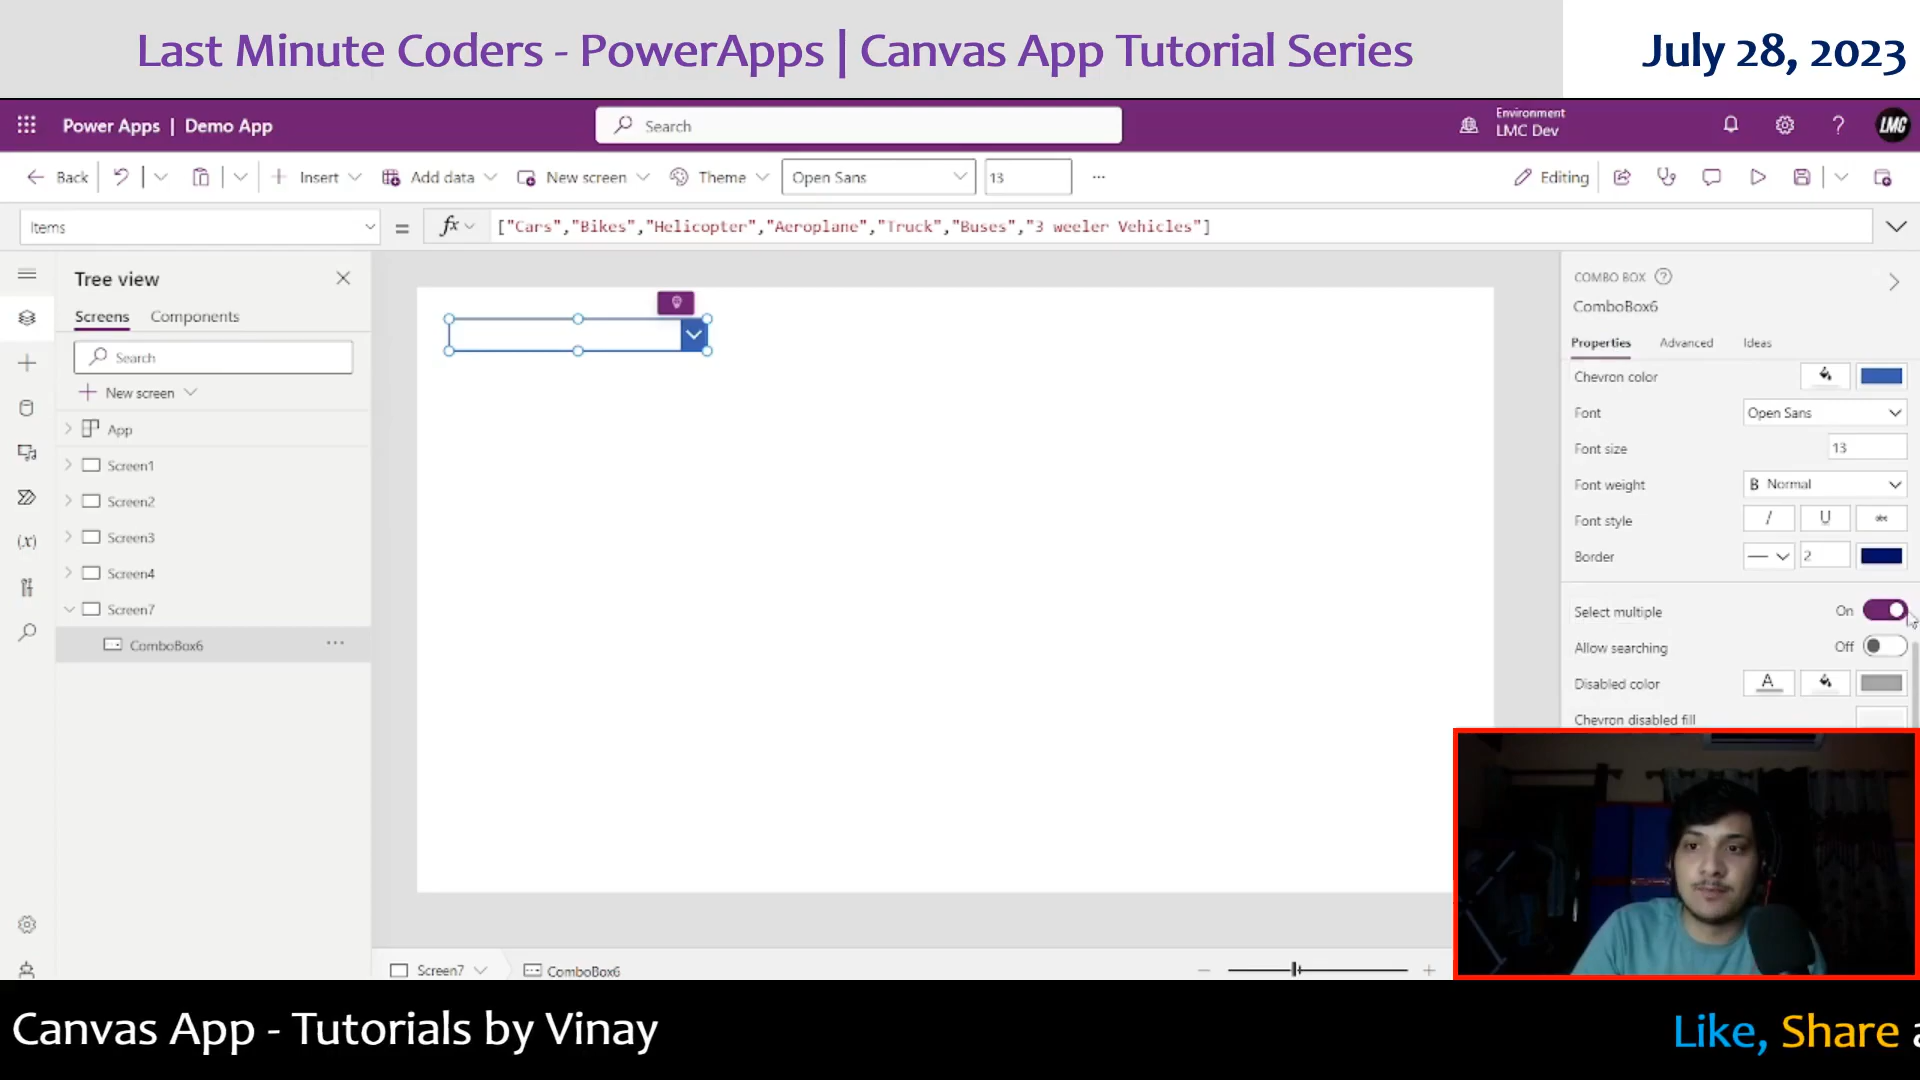 Last Minute Coders - PowerApps | Canvas App Tutorial Series
July 28, 2023
Power Apps | Demo App
Search
Environment
LMC Dev
LMG
Back
Insert
Add data
New screen
Theme
Open Sans
13
Editing
Items
=
fx
["Cars","Bikes","Helicopter","Aeroplane","Truck","Buses","3 weeler Vehicles"]
Tree view
Screens
Components
Search
New screen
App
Screen1
Screen2
Screen3
Screen4
Screen7
ComboBox6
COMBO BOX
ComboBox6
Properties
Advanced
Ideas
Chevron color
Font
Open Sans
Font size
13
Font weight
B Normal
Font style
/ U abc
Border
2
Select multiple
On
Allow searching
Off
Disabled color
A
Chevron disabled fill
Screen7
ComboBox6
Canvas App - Tutorials by Vinay
Like, Share a